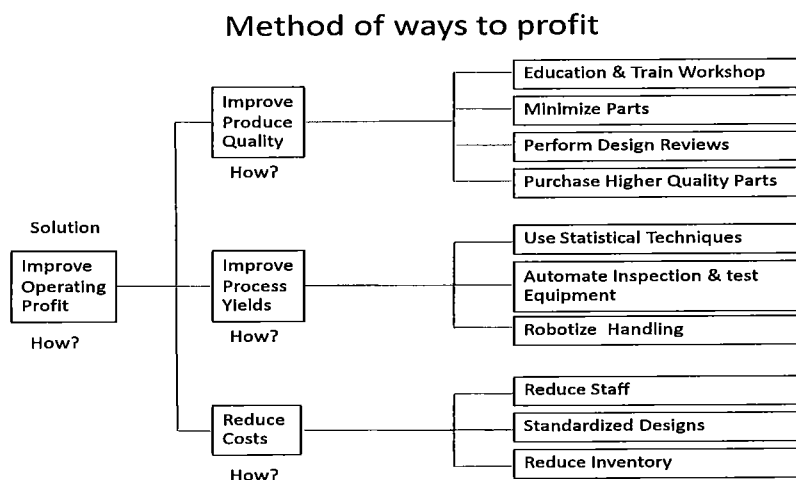 Method of ways to profit
Education & Train Workshop
Improve
Produce
Quality
Minimize Parts
Perform Design Reviews
How?
Purchase Higher Quality Parts
Solution
Improve
Operating
Profit
How?
Improve
Process
Yields
How?
Use Statistical Techniques
Automate Inspection & test
Equipment
Robotize Handling
Reduce
Costs
How?
Reduce Staff
Standardized Designs
Reduce Inventory